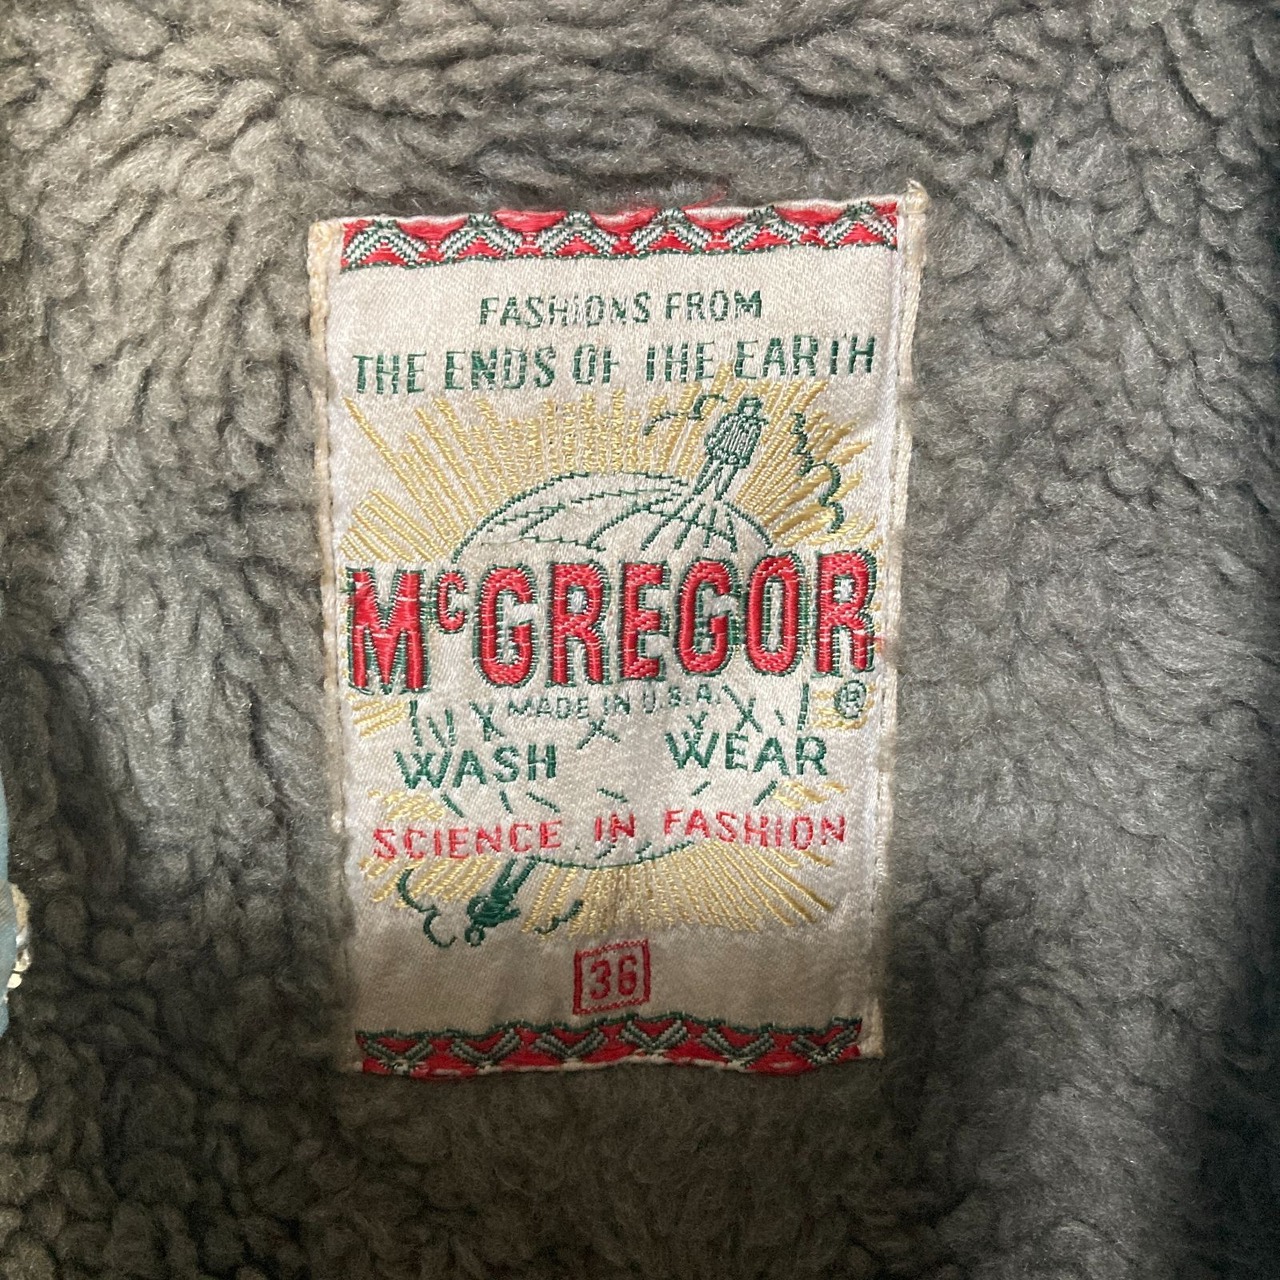 FASHIONS FROM
THE ENDS OF THE EARTH
McGREGOR
MADE IN U.S.A. ®
WASH WEAR
SCIENCE IN FASHION
36